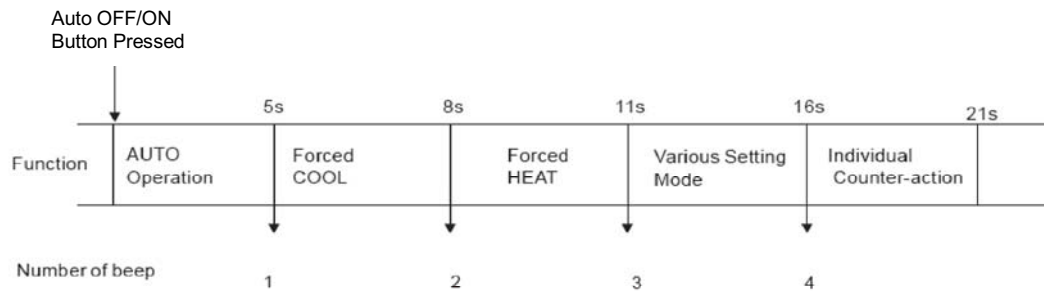 Auto OFF/ON
Button Pressed
5s 8s 11s 16s 21s
Function
AUTO
Operation
Forced
COOL
Forced
HEAT
Various Setting
Mode
Individual
Counter-action
Number of beep 1 2 3 4